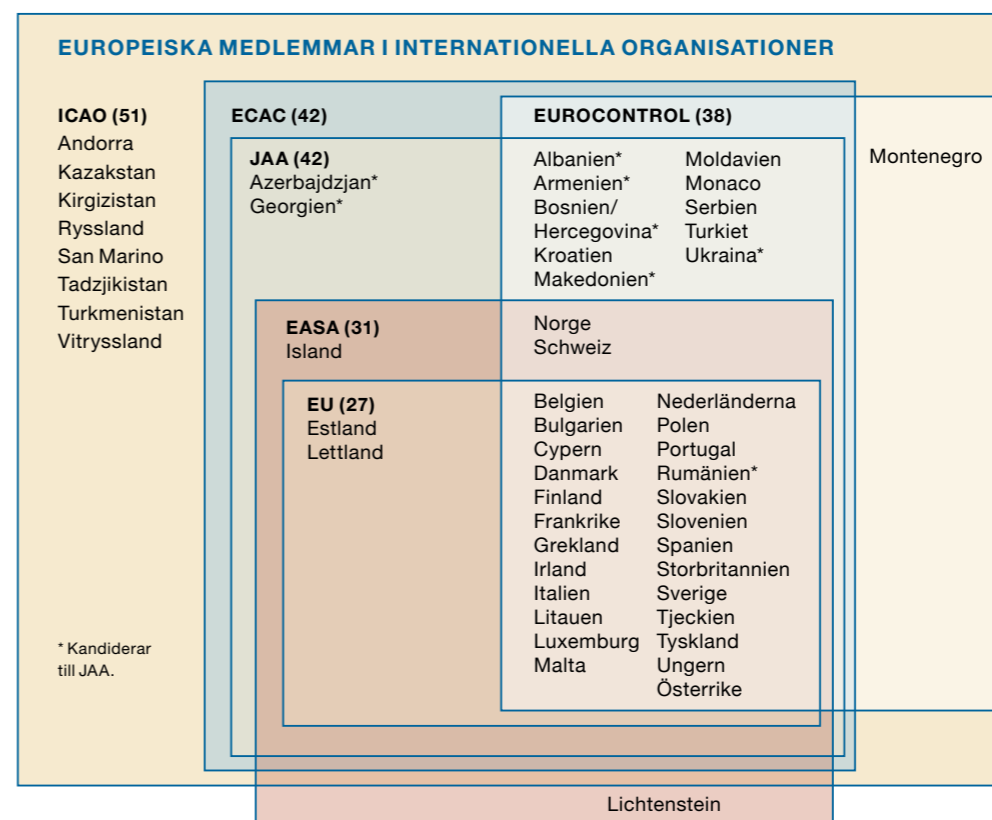 EUROPEISKA MEDLEMMAR I INTERNATIONELLA ORGANISATIONER
ICAO (51)
Andorra
Kazakstan
Kirgizistan
Ryssland
San Marino
Tadzjikistan
Turkmenistan
Vitryssland
* Kandiderar
till JAA.
ECAC (42)
JAA (42)
Azerbajdzjan*
Georgien*
EASA (31)
Island
EU (27)
Estland
Lettland
EUROCONTROL (38)
Albanien*
Armenien*
Bosnien/
Hercegovina*
Kroatien
Makedonien*
Moldavien
Monaco
Serbien
Turkiet
Ukraina*
Norge
Schweiz
Belgien
Bulgarien
Cypern
Danmark
Finland
Frankrike
Grekland
Irland
Italien
Litauen
Luxemburg
Malta
Nederländerna
Polen
Portugal
Rumänien*
Slovakien
Slovenien
Spanien
Storbritannien
Sverige
Tjeckien
Tyskland
Ungern
Österrike
Montenegro
Lichtenstein